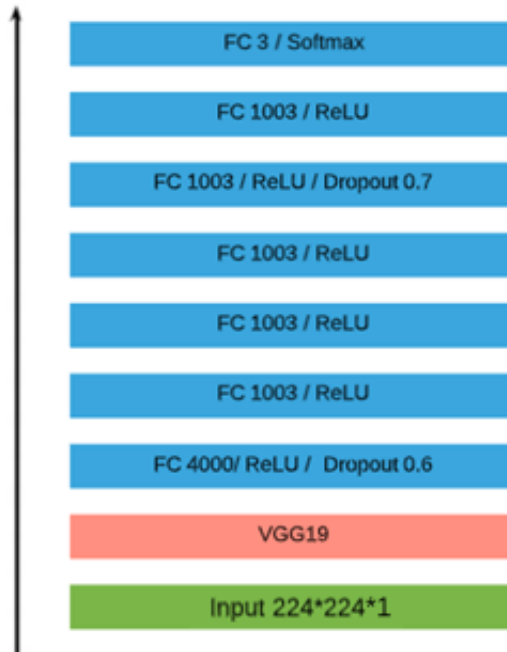 FC 3 / Softmax
FC 1003 / ReLU
FC 1003 / ReLU / Dropout 0.7
FC 1003 / ReLU
FC 1003 / ReLU
FC 1003 / ReLU
FC 4000/ ReLU / Dropout 0.6
VGG19
Input 224*224*1